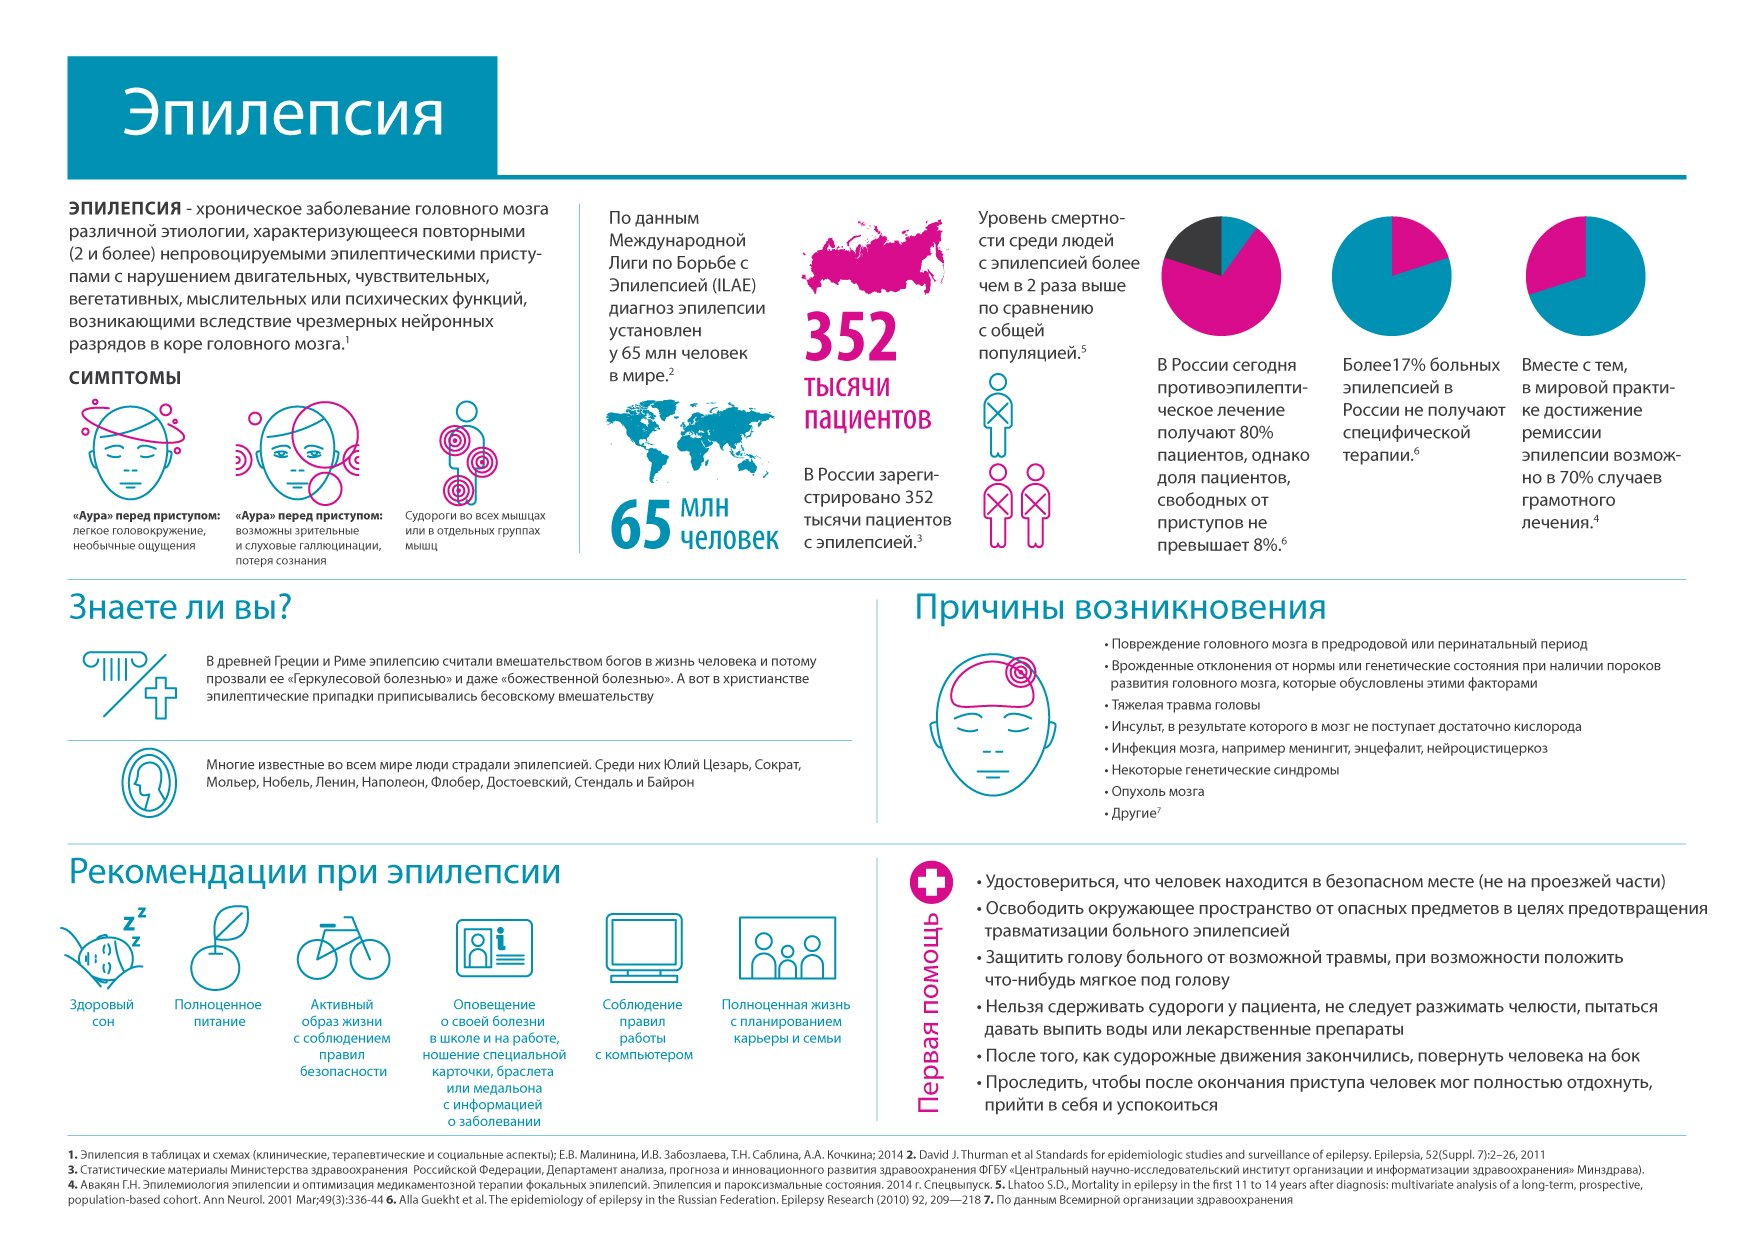 Эпилепсия
ЭПИЛЕПСИЯ - хроническое заболевание головного мозга
различной этиологии, характеризующееся повторными
(2 и более) непровоцируемыми эпилептическими присту-
пами с нарушением двигательных, чувствительных,
вегетативных, мыслительных или психических функций,
возникающими вследствие чрезмерных нейронных
разрядов в коре головного мозга.¹
СИМПТОМЫ
«Аура» перед приступом:
легкое головокружение,
необычные ощущения
«Аура» перед приступом:
возможны зрительные
и слуховые галлюцинации,
потеря сознания
Судороги во всех мышцах
или в отдельных группах
мышц
По данным
Международной
Лиги по Борьбе с
Эпилепсией (ILAE)
диагноз эпилепсии
установлен
у 65 млн человек
в мире.²
65 млн
человек
352
тысячи
пациентов
В России зареги-
стрировано 352
тысячи пациентов
с эпилепсией.³
Уровень смертно-
сти среди людей
с эпилепсией более
чем в 2 раза выше
по сравнению
с общей
популяцией.⁵
В России сегодня
противоэпилепти-
ческое лечение
получают 80%
пациентов, однако
доля пациентов,
свободных от
приступов не
превышает 8%.⁶
Более17% больных
эпилепсией в
России не получают
специфической
терапии.⁶
Вместе с тем,
в мировой практи-
ке достижение
ремиссии
эпилепсии возмож-
но в 70% случаев
грамотного
лечения.⁴
Знаете ли вы?
В древней Греции и Риме эпилепсию считали вмешательством богов в жизнь человека и потому
прозвали ее «Геркулесовой болезнью» и даже «божественной болезнью». А вот в христианстве
эпилептические припадки приписывались бесовскому вмешательству
Многие известные во всем мире люди страдали эпилепсией. Среди них Юлий Цезарь, Сократ,
Мольер, Нобель, Ленин, Наполеон, Флобер, Достоевский, Стендаль и Байрон
Причины возникновения
• Повреждение головного мозга в предродовой или перинатальный период
• Врожденные отклонения от нормы или генетические состояния при наличии пороков
развития головного мозга, которые обусловлены этими факторами
• Тяжелая травма головы
• Инсульт, в результате которого в мозг не поступает достаточно кислорода
• Инфекция мозга, например менингит, энцефалит, нейроцистицеркоз
• Некоторые генетические синдромы
• Опухоль мозга
• Другие⁷
Рекомендации при эпилепсии
z z z
Здоровый
сон
Полноценное
питание
Активный
образ жизни
с соблюдением
правил
безопасности
i
Оповещение
о своей болезни
в школе и на работе,
ношение специальной
карточки, браслета
или медальона
с информацией
о заболевании
Соблюдение
правил
работы
с компьютером
Полноценная жизнь
с планированием
карьеры и семьи
Первая помощь
• Удостовериться, что человек находится в безопасном месте (не на проезжей части)
• Освободить окружающее пространство от опасных предметов в целях предотвращения
травматизации больного эпилепсией
• Защитить голову больного от возможной травмы, при возможности положить
что-нибудь мягкое под голову
• Нельзя сдерживать судороги у пациента, не следует разжимать челюсти, пытаться
давать выпить воды или лекарственные препараты
• После того, как судорожные движения закончились, повернуть человека на бок
• Проследить, чтобы после окончания приступа человек мог полностью отдохнуть,
прийти в себя и успокоиться
1. Эпилепсия в таблицах и схемах (клинические, терапевтические и социальные аспекты); Е.В. Малинина, И.В. Забозлаева, Т.Н. Саблина, А.А. Кочкина; 2014 2. David J. Thurman et al Standards for epidemiologic studies and surveillance of epilepsy. Epilepsia, 52(Suppl. 7):2–26, 2011
3. Статистические материалы Министерства здравоохранения Российской Федерации, Департамент анализа, прогноза и инновационного развития здравоохранения ФГБУ «Центральный научно-исследовательский институт организации и информатизации здравоохранения» Минздрава).
4. Авакян Г.Н. Эпилемиология эпилепсии и оптимизация медикаментозной терапии фокальных эпилепсий. Эпилепсия и пароксизмальные состояния. 2014 г. Спецвыпуск. 5. Lhatoo S.D., Mortality in epilepsy in the first 11 to 14 years after diagnosis: multivariate analysis of a long-term, prospective,
population-based cohort. Ann Neurol. 2001 Mar;49(3):336-44 6. Alla Guekht et al. The epidemiology of epilepsy in the Russian Federation. Epilepsy Research (2010) 92, 209—218 7. По данным Всемирной организации здравоохранения